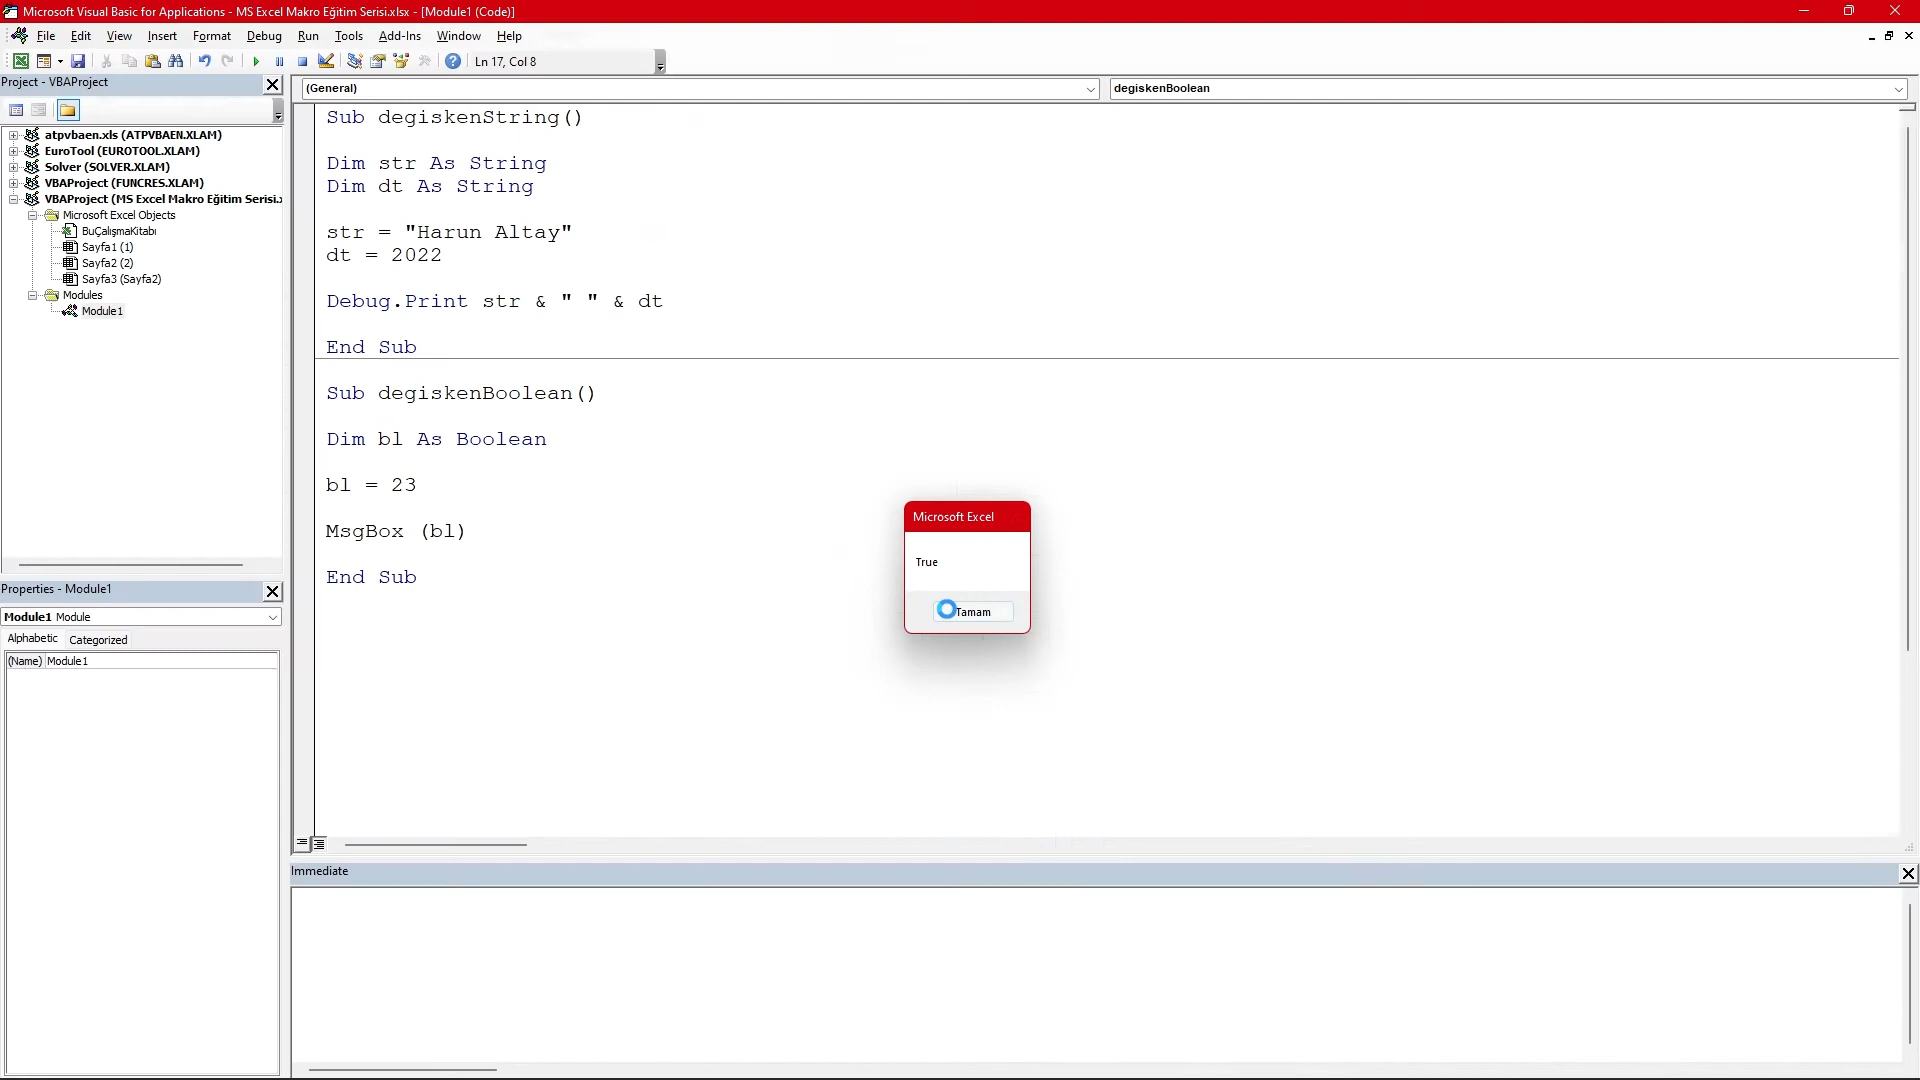 Microsoft Visual Basic for Applications - MS Excel Makro Eğitim Serisi.xlsx - [Module1 (Code)]
File Edit View Insert Format Debug Run Tools Add-Ins Window Help
Ln 17, Col 8
Project - VBAProject
(General)
degiskenBoolean
atpvbaen.xls (ATPVBAEN.XLAM)
EuroTool (EUROTOOL.XLAM)
Solver (SOLVER.XLAM)
VBAProject (FUNCRES.XLAM)
VBAProject (MS Excel Makro Eğitim Serisi.x
Microsoft Excel Objects
BuÇalışmaKitabı
Sayfa1 (1)
Sayfa2 (2)
Sayfa3 (Sayfa2)
Modules
Module1
Properties - Module1
Module1 Module
Alphabetic Categorized
(Name) Module1
Sub degiskenString()
Dim str As String
Dim dt As String
str = "Harun Altay"
dt = 2022
Debug.Print str & " " & dt
End Sub
Sub degiskenBoolean()
Dim bl As Boolean
bl = 23
MsgBox (bl)
End Sub
Microsoft Excel
True
Tamam
Immediate